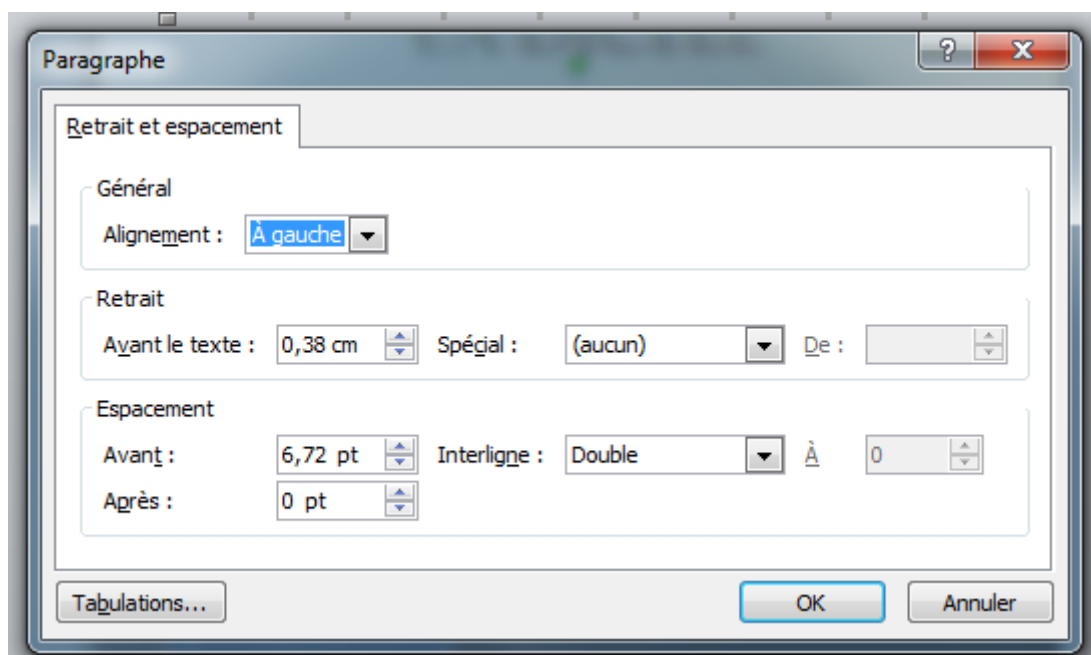 Paragraphe
Retrait et espacement
Général
Alignement : À gauche
Retrait
Avant le texte : 0,38 cm Spécial : (aucun) De :
Espacement
Avant : 6,72 pt Interligne : Double À 0
Après : 0 pt
Tabulations... OK Annuler